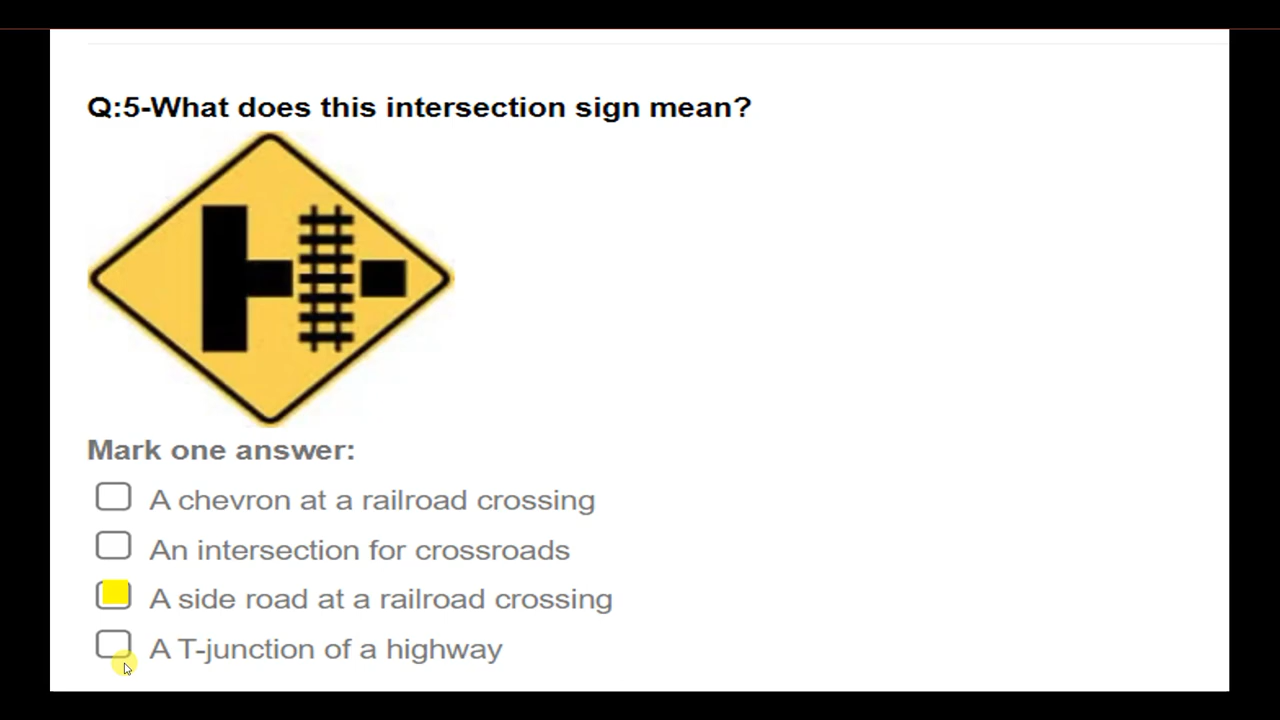 Q:5-What does this intersection sign mean?
Mark one answer:
A chevron at a railroad crossing
An intersection for crossroads
A side road at a railroad crossing
A T-junction of a highway